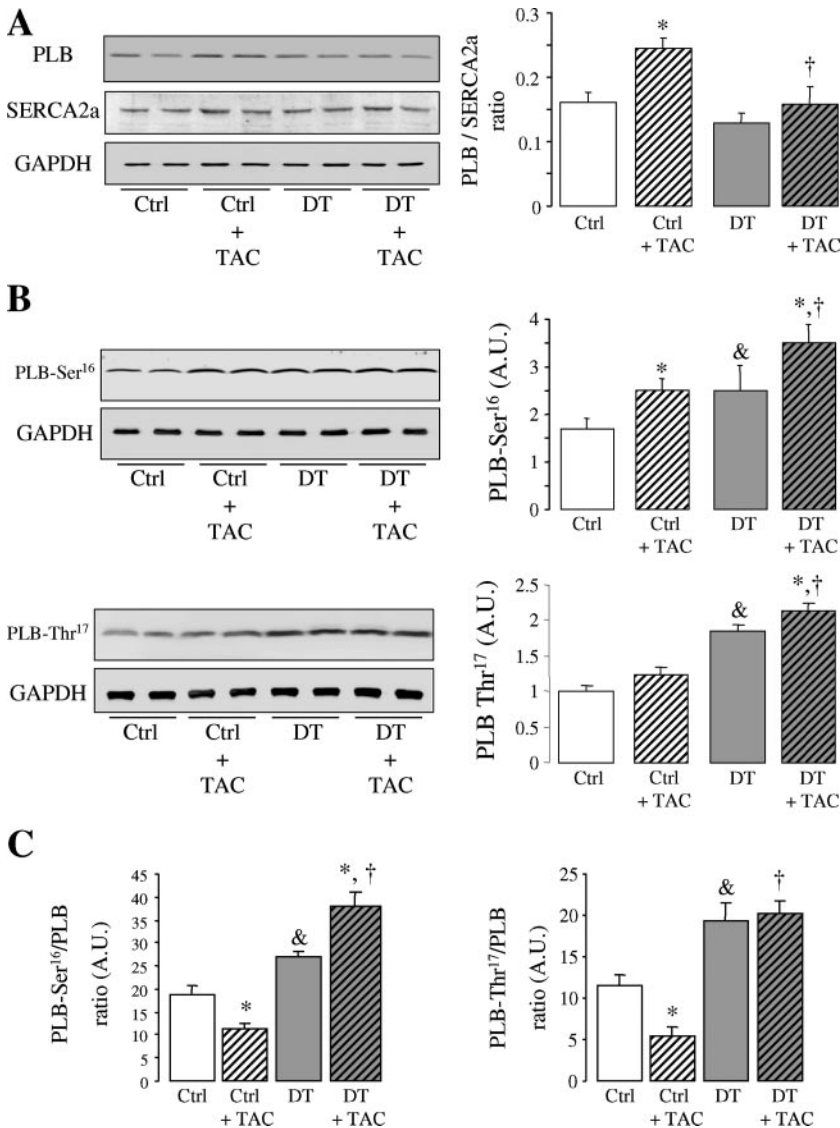 A
PLB
SERCA2a
GAPDH
Ctrl
Ctrl
+
TAC
DT
DT
+
TAC
PLB / SERCA2a
ratio
0.3
0.2
0.1
0
*
†
Ctrl
Ctrl
+ TAC
DT
DT
+ TAC
B
PLB-Ser¹⁶
GAPDH
Ctrl
Ctrl
+
TAC
DT
DT
+
TAC
PLB-Ser¹⁶ (A.U.)
4
3
2
1
0
*
&
*,†
Ctrl
Ctrl
+ TAC
DT
DT
+ TAC
PLB-Thr¹⁷
GAPDH
Ctrl
Ctrl
+
TAC
DT
DT
+
TAC
PLB Thr¹⁷ (A.U.)
2.5
2
1.5
1
0.5
0
&
*,†
Ctrl
Ctrl
+ TAC
DT
DT
+ TAC
C
PLB-Ser¹⁶/PLB
ratio (A.U.)
45
40
35
30
25
20
15
10
5
0
*
&
*, †
Ctrl
Ctrl
+ TAC
DT
DT
+ TAC
PLB-Thr¹⁷/PLB
ratio (A.U.)
25
20
15
10
5
0
*
&
†
Ctrl
Ctrl
+ TAC
DT
DT
+ TAC